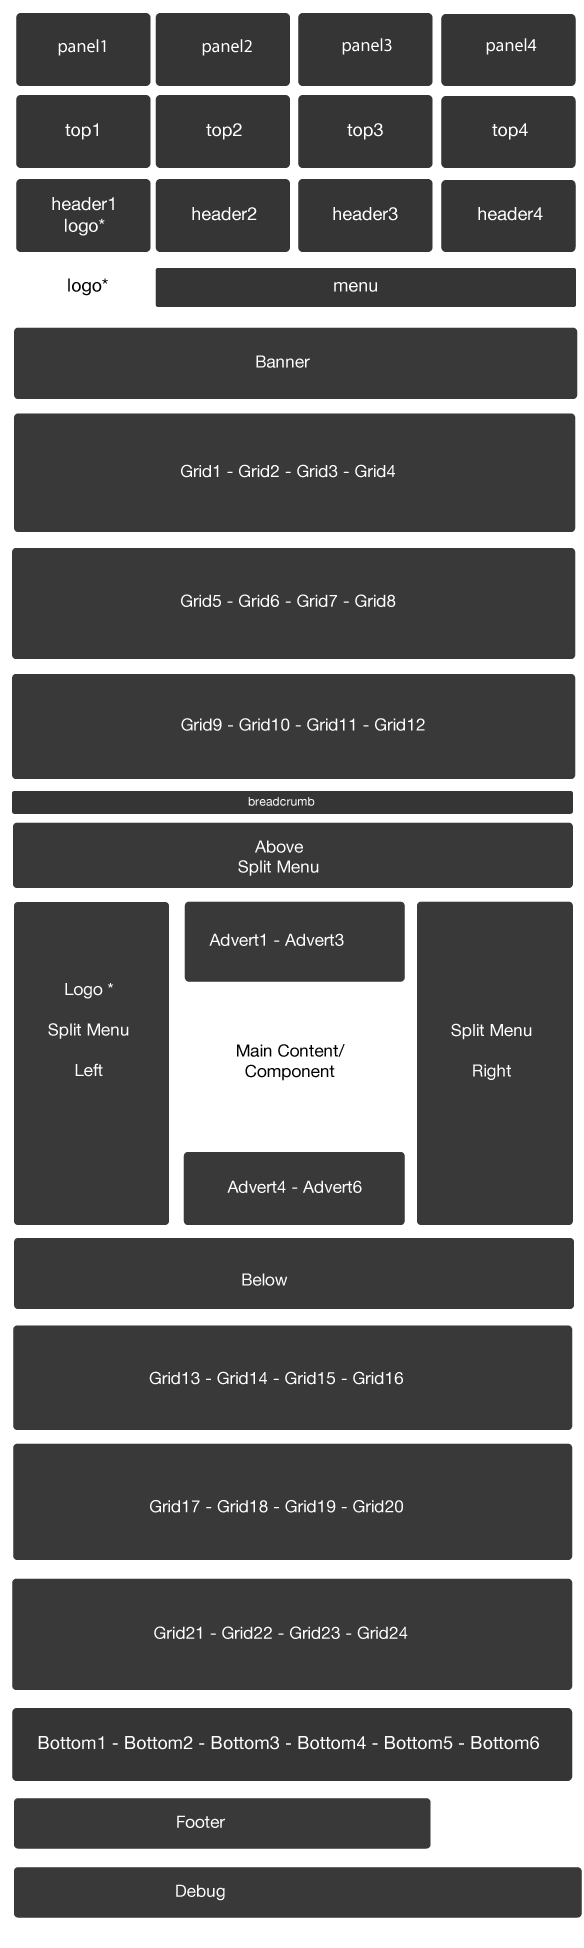 panel1
panel2
panel3
panel4
top1
top2
top3
top4
header1
logo*
header2
header3
header4
logo*
menu
Banner
Grid1 - Grid2 - Grid3 - Grid4
Grid5 - Grid6 - Grid7 - Grid8
Grid9 - Grid10 - Grid11 - Grid12
breadcrumb
Above
Split Menu
Logo *
Split Menu
Left
Advert1 - Advert3
Main Content/
Component
Advert4 - Advert6
Split Menu
Right
Below
Grid13 - Grid14 - Grid15 - Grid16
Grid17 - Grid18 - Grid19 - Grid20
Grid21 - Grid22 - Grid23 - Grid24
Bottom1 - Bottom2 - Bottom3 - Bottom4 - Bottom5 - Bottom6
Footer
Debug